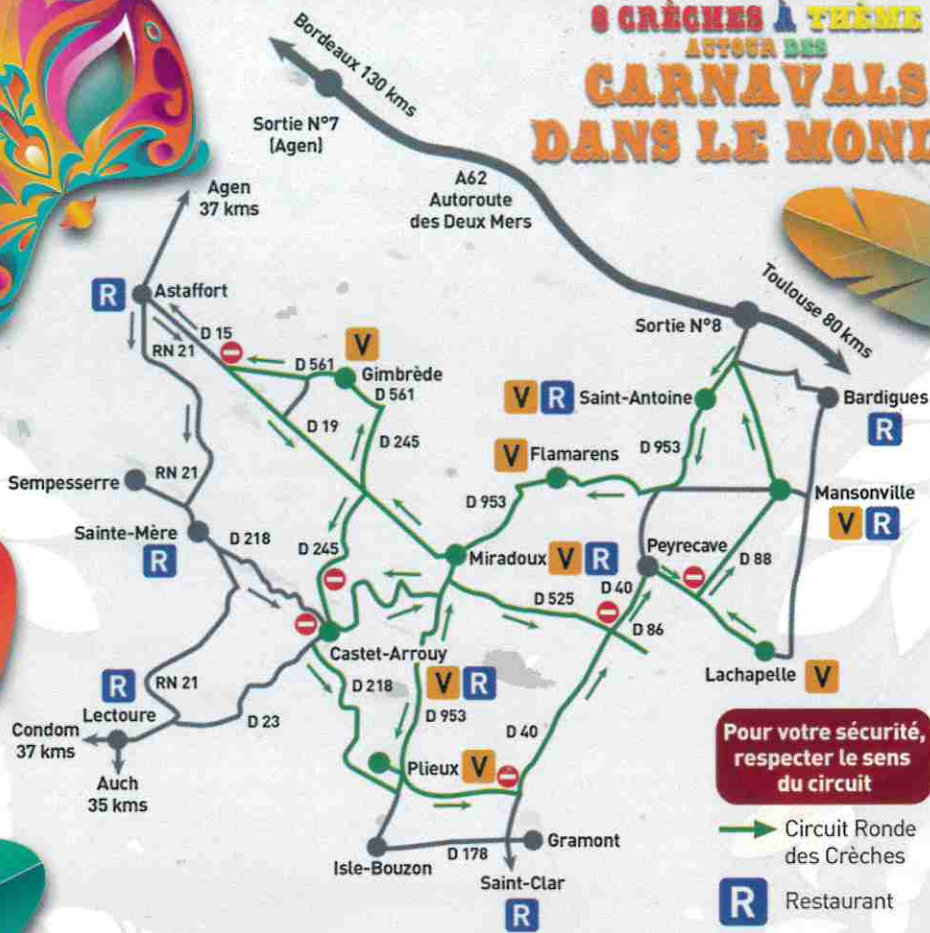 8 CRÈCHES À THÈME
AUTOUR DES
CARNAVALS
DANS LE MOND
Bordeaux 130 kms
Sortie N°7
(Agen)
A62
Autoroute
des Deux Mers
Agen
37 kms
Toulouse 80 kms
R
Astaffort
Sortie N°8
D 15
RN 21
D 561
V
Gimbrède
D 561
V R Saint-Antoine
Bardigues
R
D 19
D 245
V Flamarens
D 953
Sempesserre
RN 21
D 953
Mansonville
V R
Sainte-Mère
R
D 218
D 245
Miradoux V R
Peyrecave
D 88
D 40
D 525
D 86
Castet-Arrouy
Lachapelle V
R
Lectoure
RN 21
D 218
V R
D 953
D 23
D 40
Condom
37 kms
Auch
35 kms
Plieux V
Pour votre sécurité,
respecter le sens
du circuit
Circuit Ronde
des Crèches
Isle-Bouzon
D 178
Gramont
Saint-Clar
R
R Restaurant